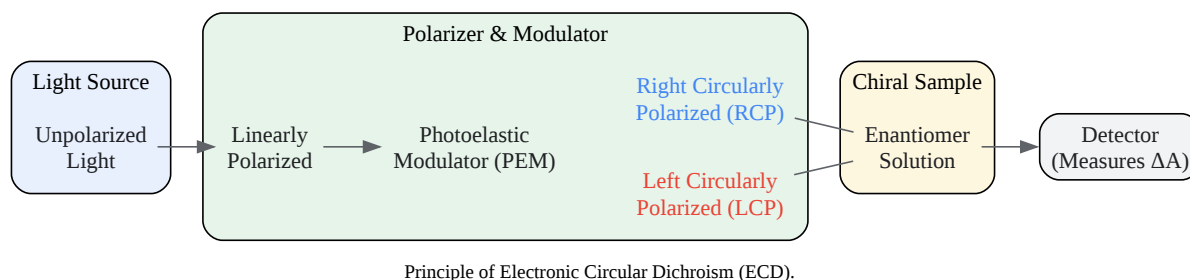 Polarizer & Modulator
Light Source
Unpolarized
Light
Linearly
Polarized
Photoelastic
Modulator (PEM)
Right Circularly
Polarized (RCP)
Left Circularly
Polarized (LCP)
Chiral Sample
Enantiomer
Solution
Detector
(Measures ΔA)
Principle of Electronic Circular Dichroism (ECD).